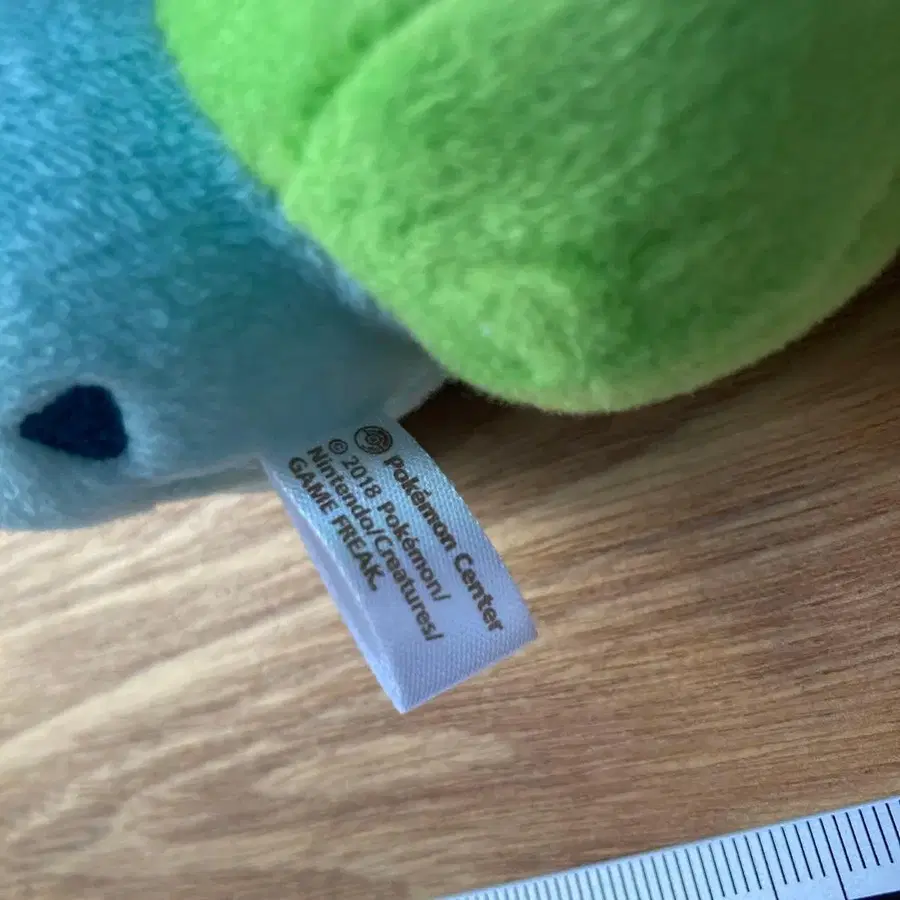 Pokémon Center
© 2018 Pokémon/
Nintendo/Creatures/
GAME FREAK.